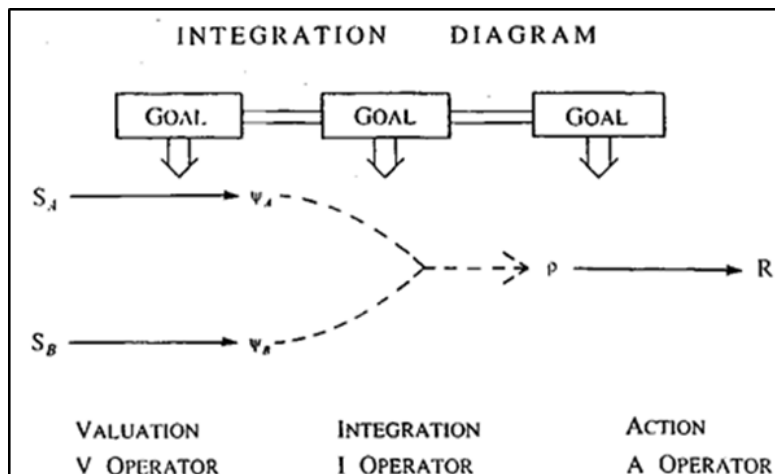 INTEGRATION DIAGRAM
GOAL GOAL GOAL
S_A ψ_A
ρ R
S_B ψ_B
VALUATION INTEGRATION ACTION
V OPERATOR I OPERATOR A OPERATOR